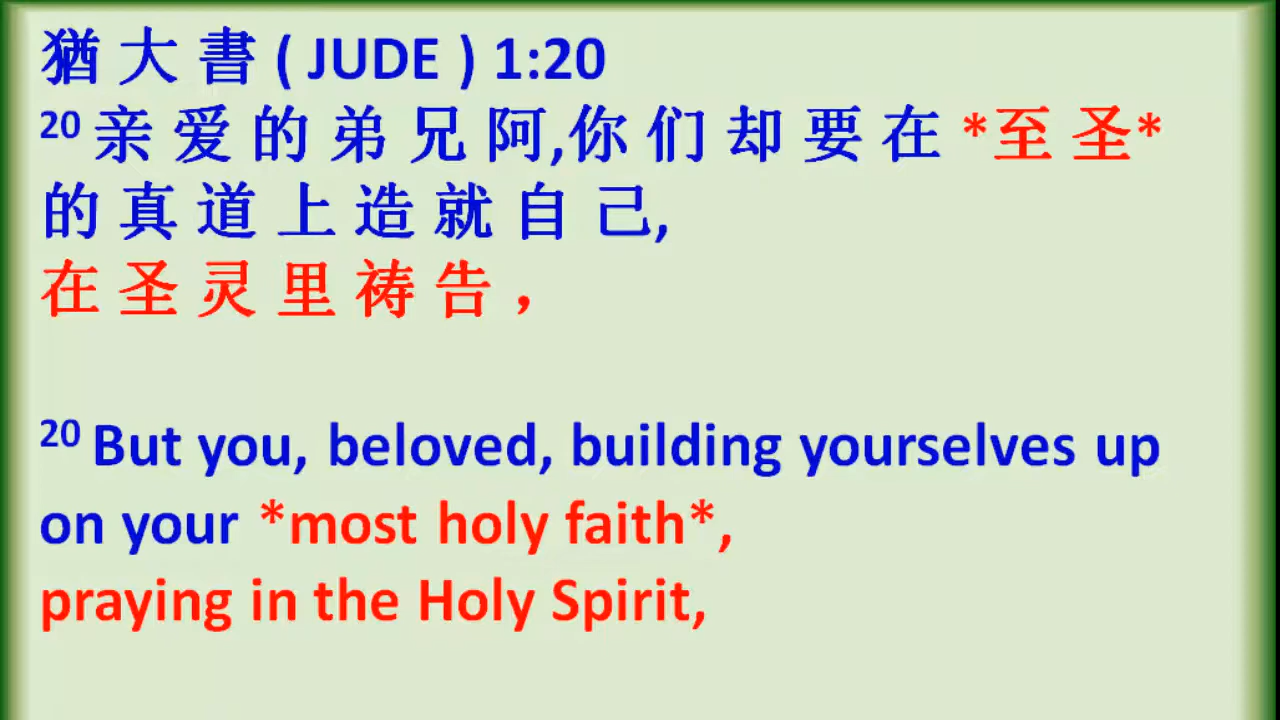 猶 大 書 ( JUDE ) 1:20
20 亲 爱 的 弟 兄 阿,你 们 却 要 在 *至 圣*
的 真 道 上 造 就 自 己,
在 圣 灵 里 祷 告 ，
20 But you, beloved, building yourselves up
on your *most holy faith*,
praying in the Holy Spirit,